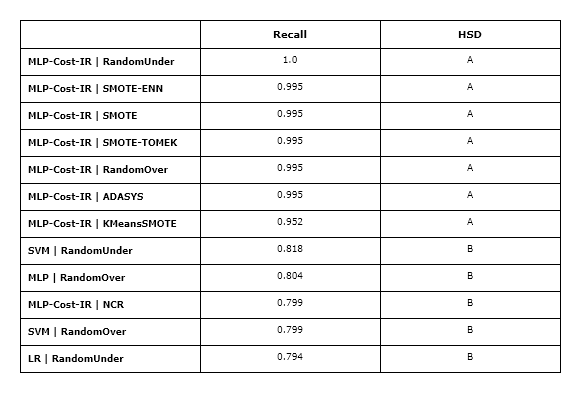 Recall HSD
MLP-Cost-IR | RandomUnder 1.0 A
MLP-Cost-IR | SMOTE-ENN 0.995 A
MLP-Cost-IR | SMOTE 0.995 A
MLP-Cost-IR | SMOTE-TOMEK 0.995 A
MLP-Cost-IR | RandomOver 0.995 A
MLP-Cost-IR | ADASYS 0.995 A
MLP-Cost-IR | KMeansSMOTE 0.952 A
SVM | RandomUnder 0.818 B
MLP | RandomOver 0.804 B
MLP-Cost-IR | NCR 0.799 B
SVM | RandomOver 0.799 B
LR | RandomUnder 0.794 B